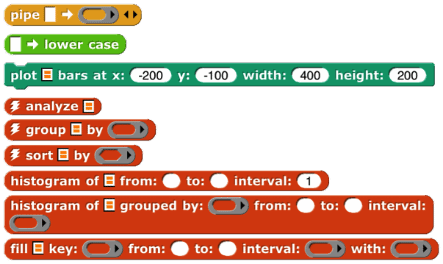 pipe → 
→ lower case
plot bars at x: -200 y: -100 width: 400 height: 200
analyze
group by
sort by
histogram of from: to: interval: 1
histogram of grouped by: from: to: interval:
fill key: from: to: interval: with: